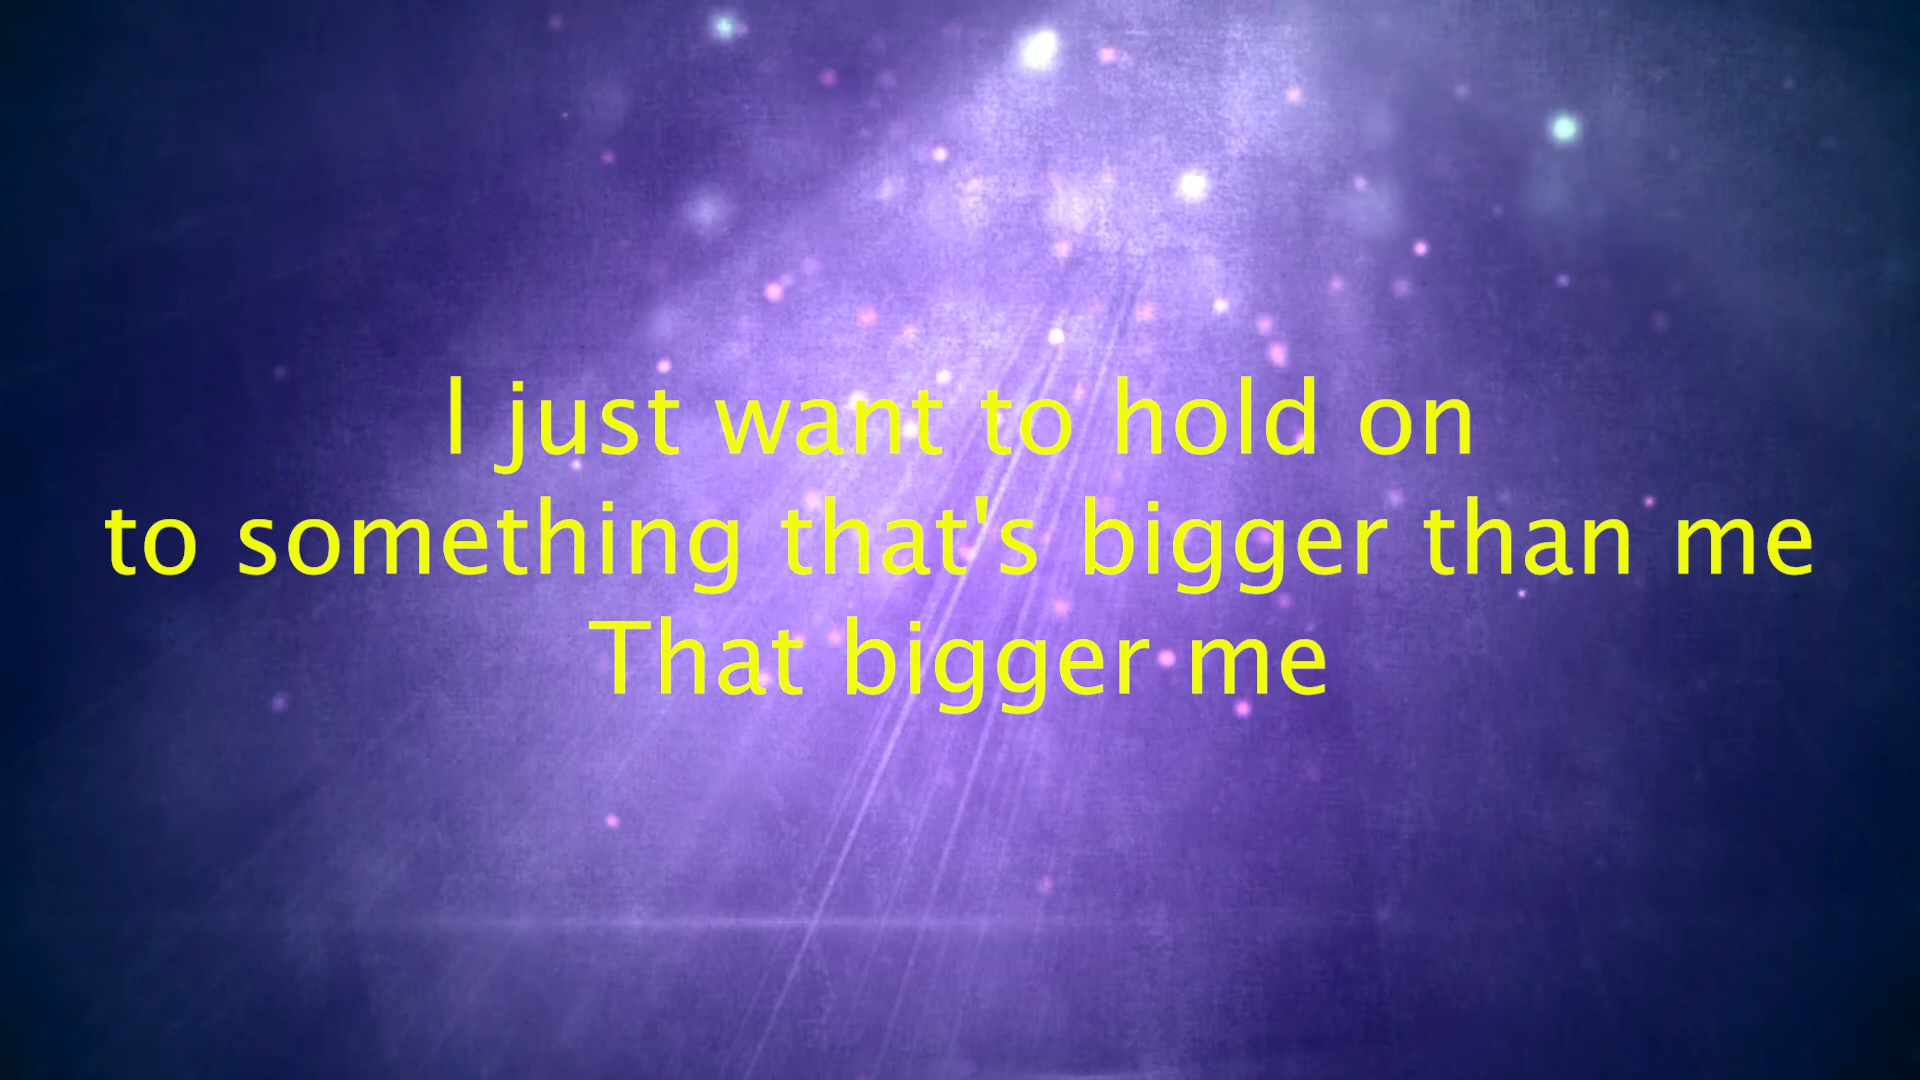 I just want to hold on
to something that's bigger than me
That bigger me